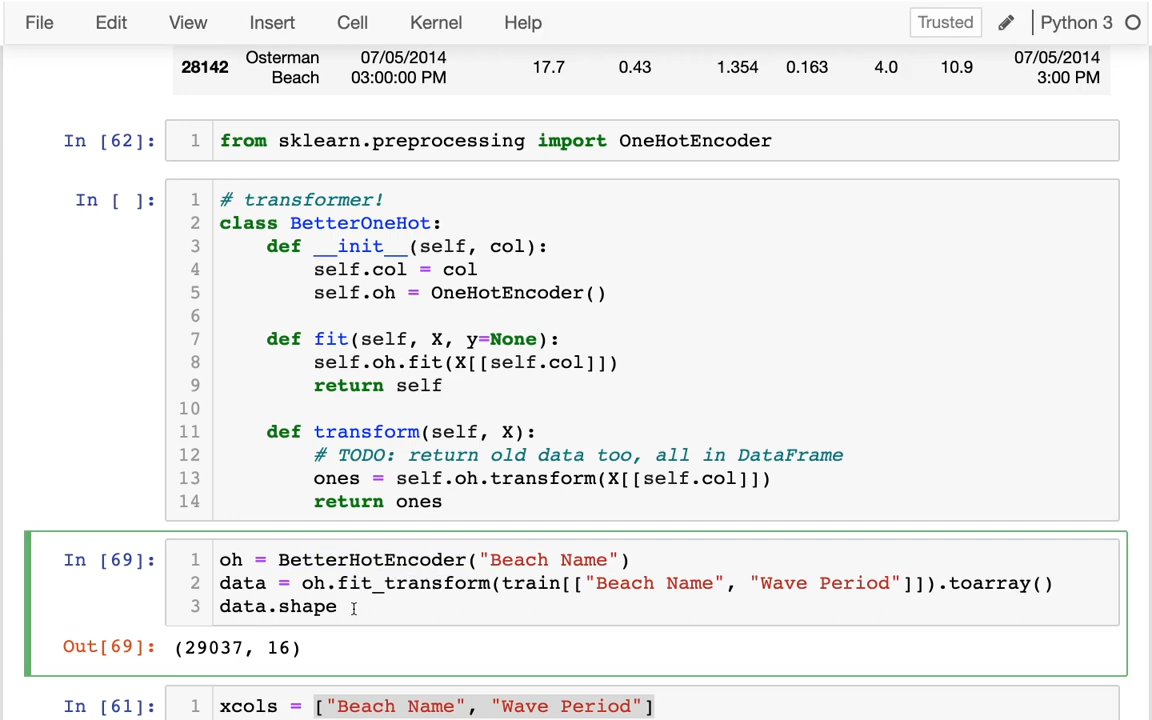 File Edit View Insert Cell Kernel Help Trusted Python 3
28142 Osterman Beach 07/05/2014 03:00:00 PM 17.7 0.43 1.354 0.163 4.0 10.9 07/05/2014 3:00 PM
In [62]: 1 from sklearn.preprocessing import OneHotEncoder
In [ ]: 1 # transformer!
2 class BetterOneHot:
3     def __init__(self, col):
4         self.col = col
5         self.oh = OneHotEncoder()
6
7     def fit(self, X, y=None):
8         self.oh.fit(X[[self.col]])
9         return self
10
11     def transform(self, X):
12         # TODO: return old data too, all in DataFrame
13         ones = self.oh.transform(X[[self.col]])
14         return ones
In [69]: 1 oh = BetterHotEncoder("Beach Name")
2 data = oh.fit_transform(train[["Beach Name", "Wave Period"]]).toarray()
3 data.shape
Out[69]: (29037, 16)
In [61]: 1 xcols = ["Beach Name", "Wave Period"]